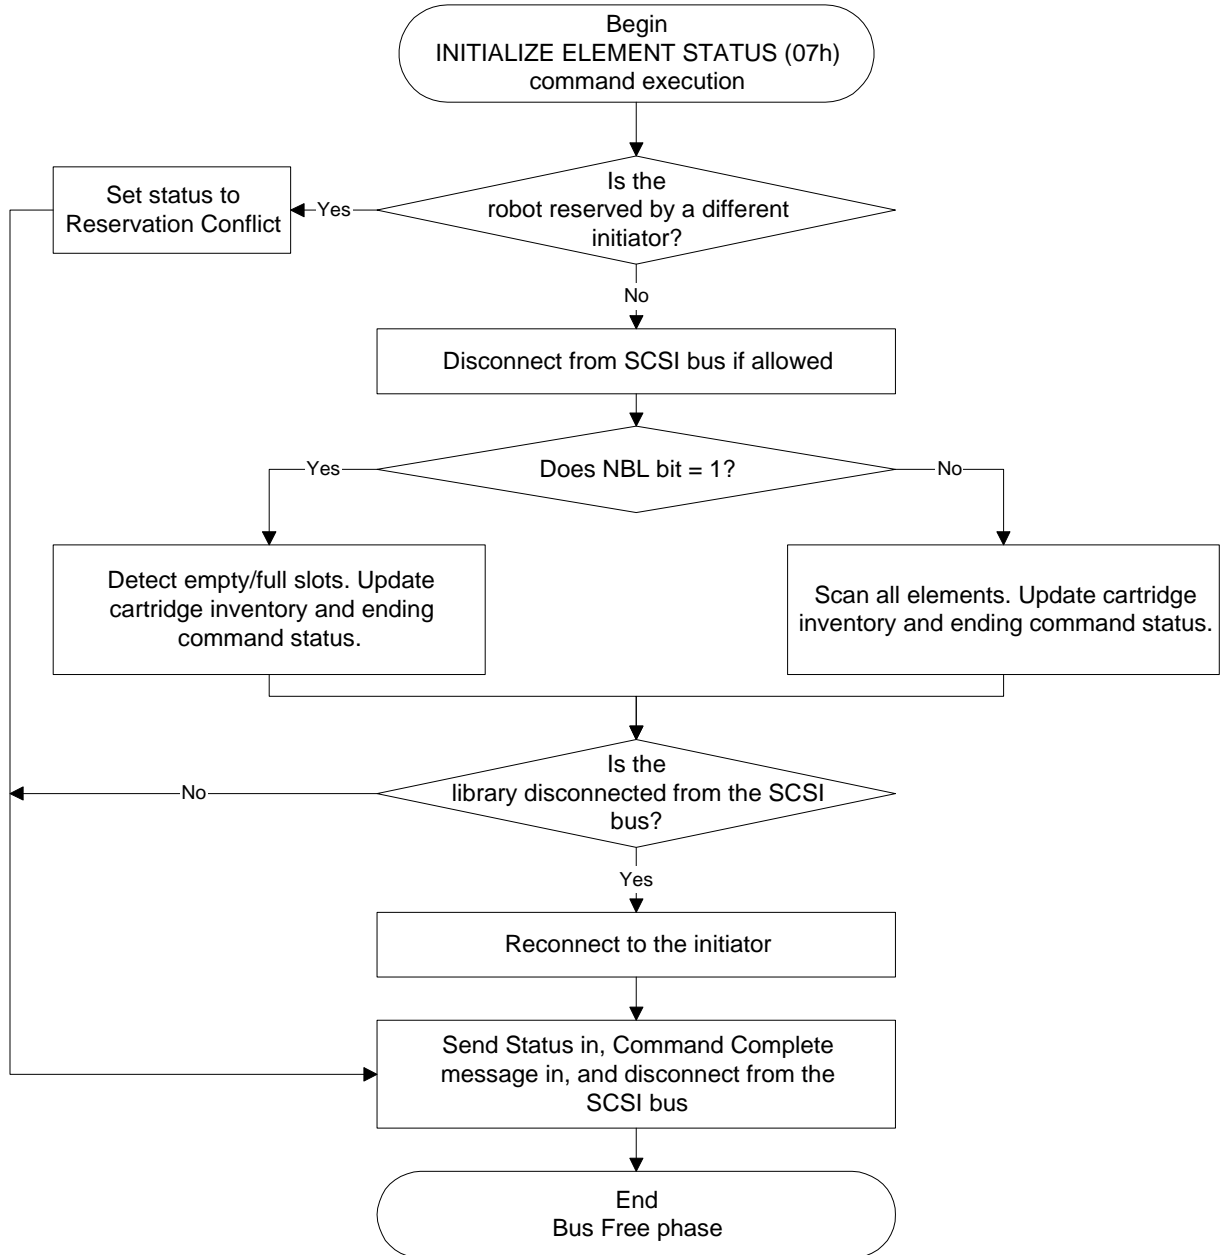 Begin
INITIALIZE ELEMENT STATUS (07h)
command execution
Is the
robot reserved by a different
initiator?
Yes
Set status to
Reservation Conflict
No
Disconnect from SCSI bus if allowed
Does NBL bit = 1?
Yes
No
Detect empty/full slots. Update
cartridge inventory and ending
command status.
Scan all elements. Update cartridge
inventory and ending command status.
Is the
library disconnected from the SCSI
bus?
No
Yes
Reconnect to the initiator
Send Status in, Command Complete
message in, and disconnect from the
SCSI bus
End
Bus Free phase